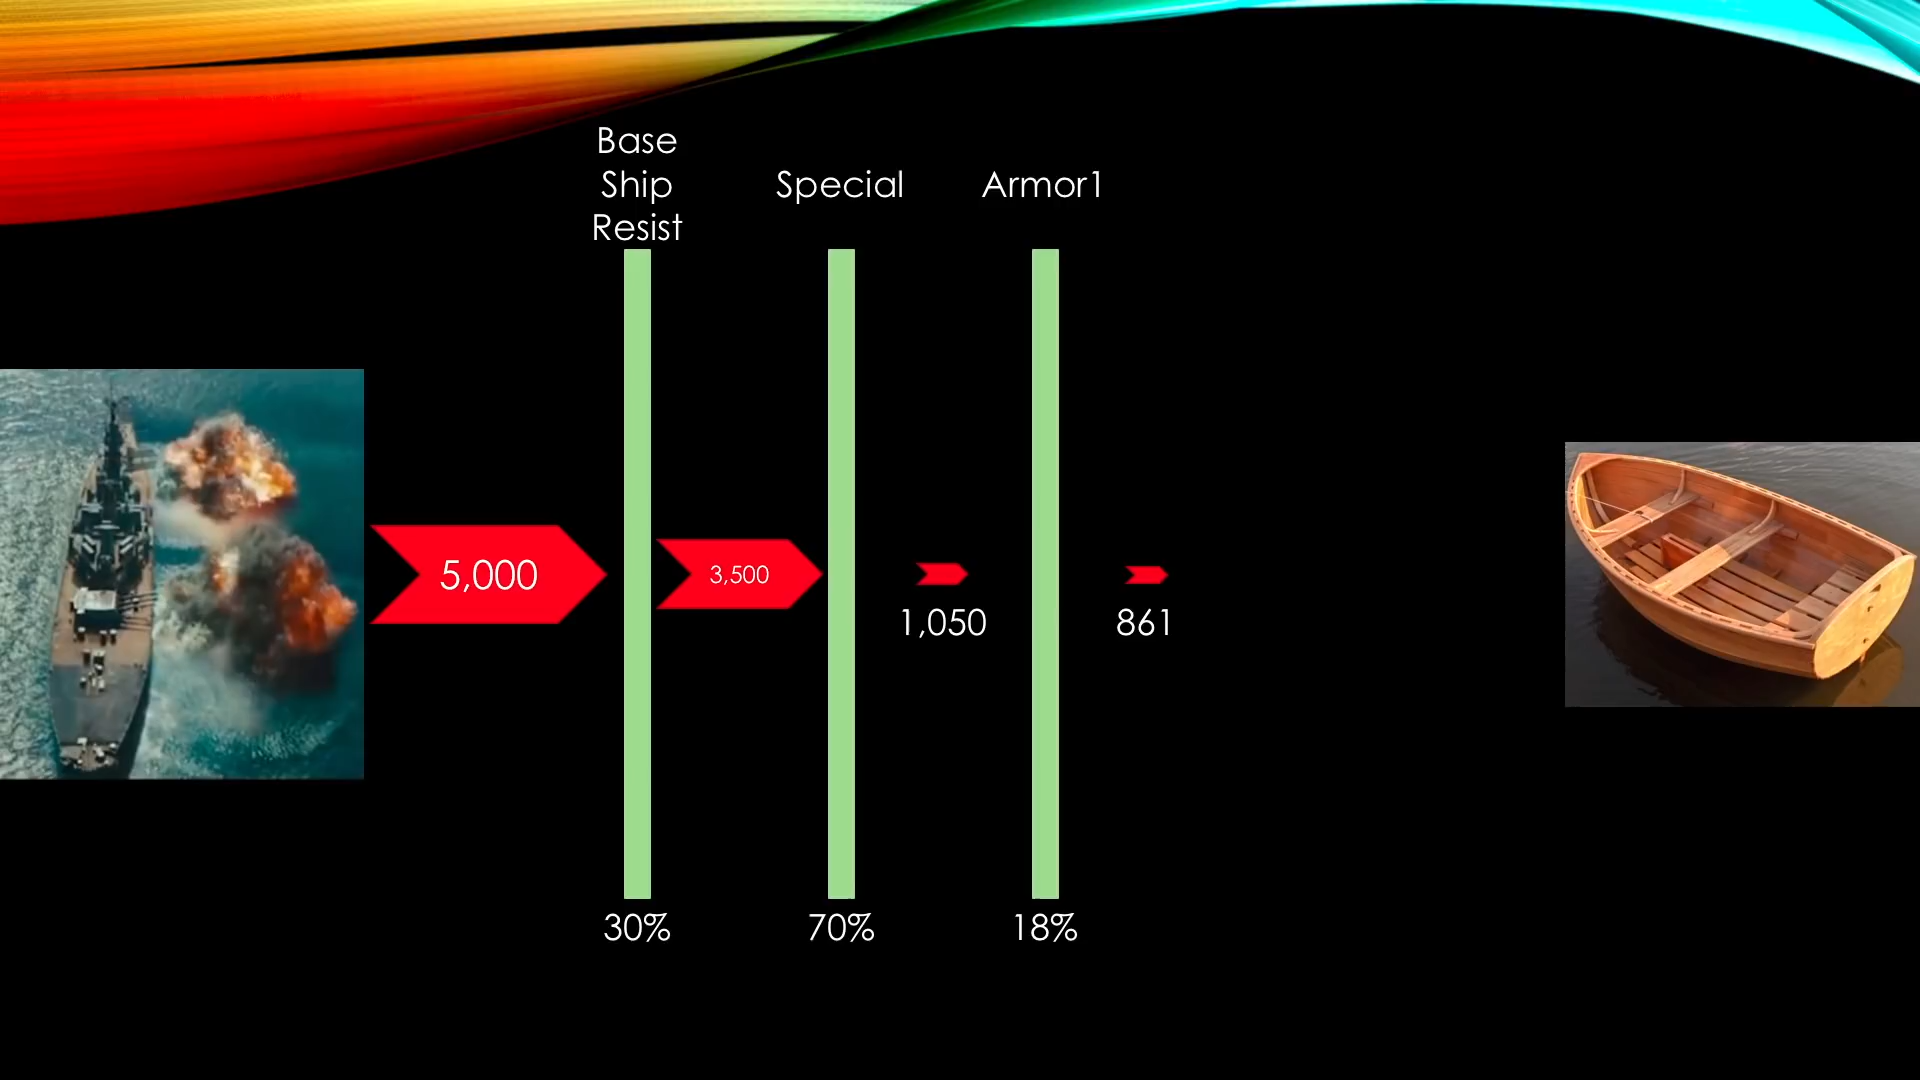 Base
Ship
Resist
Special
Armor1
5,000
3,500
1,050
861
30%
70%
18%